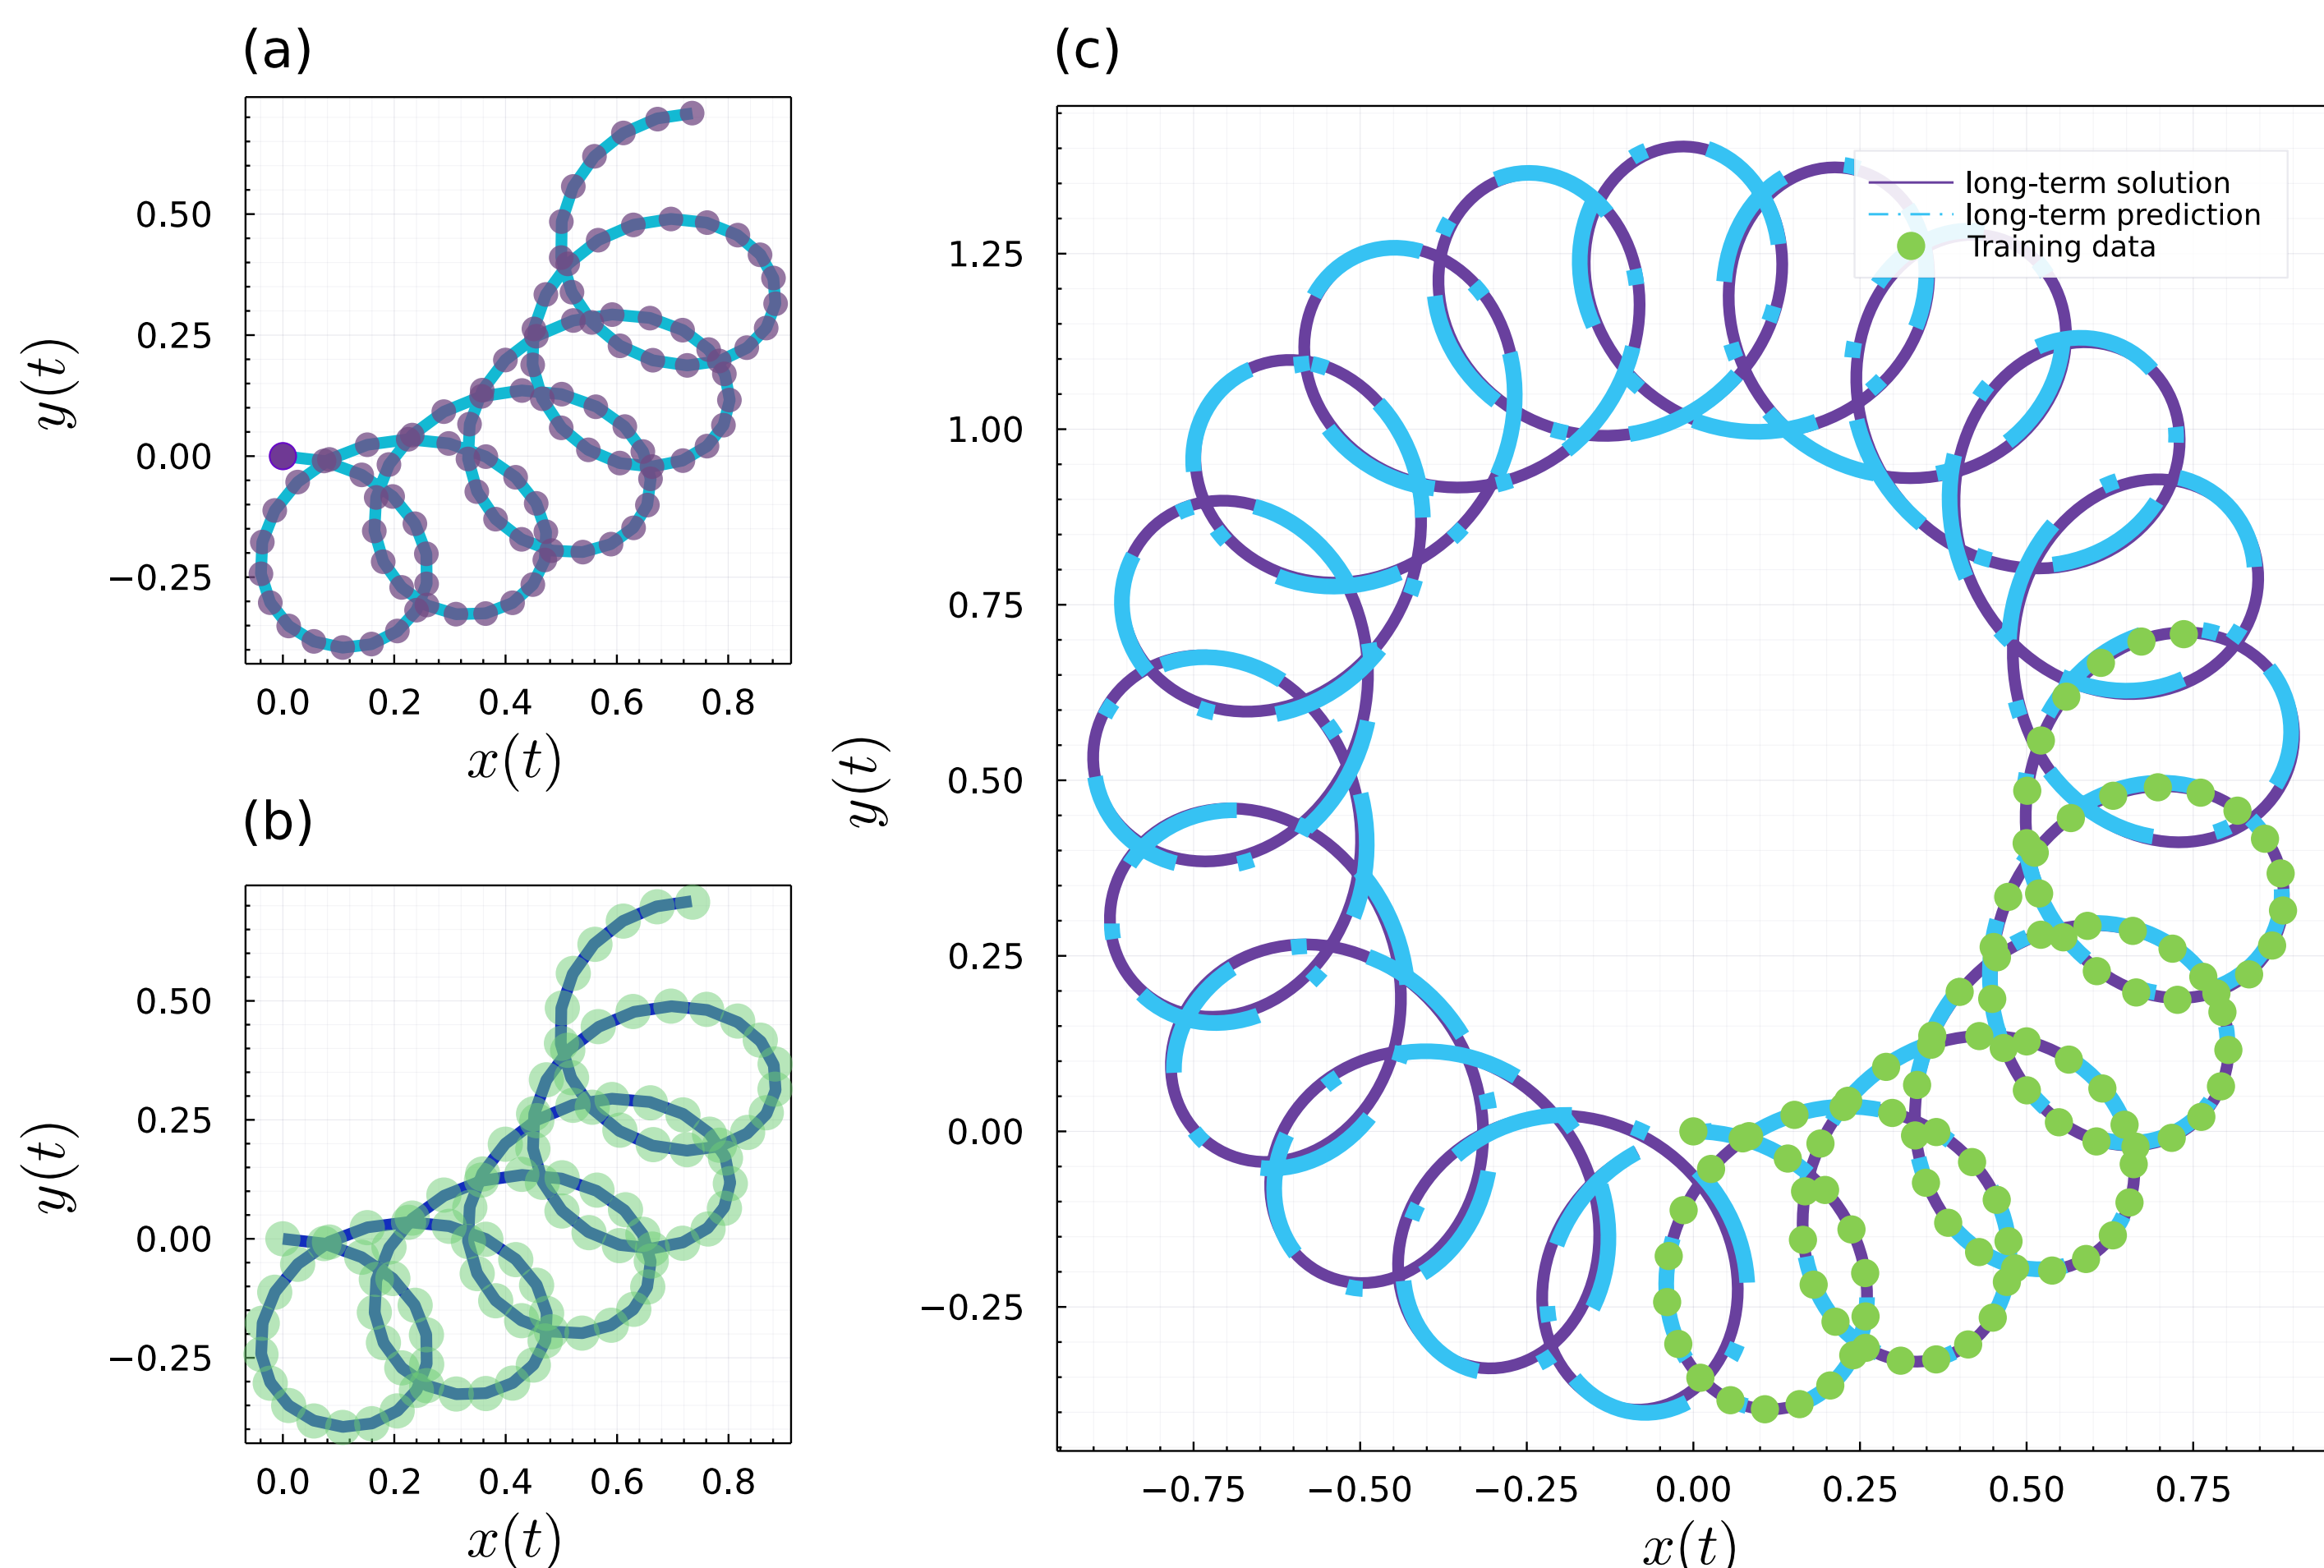 (a)
0.50
0.25
0.00
−0.25
y(t)
0.0 0.2 0.4 0.6 0.8
x(t)
(b)
0.50
0.25
0.00
−0.25
y(t)
0.0 0.2 0.4 0.6 0.8
x(t)
(c)
long-term solution
long-term prediction
Training data
1.25
1.00
0.75
0.50
0.25
0.00
−0.25
y(t)
−0.75 −0.50 −0.25 0.00 0.25 0.50 0.75
x(t)